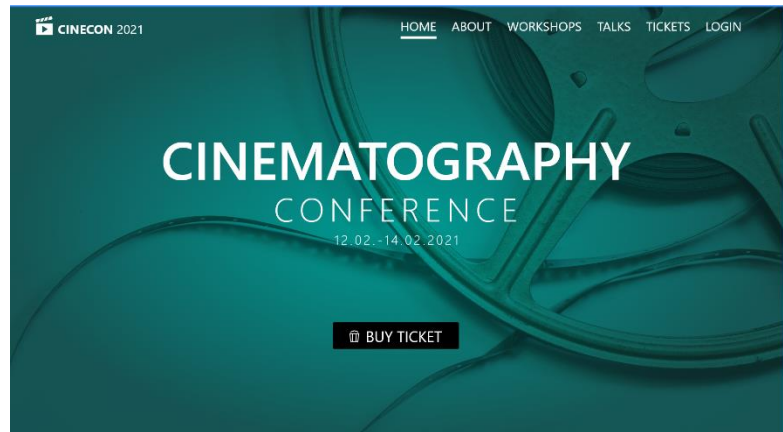 CINECON 2021
HOME ABOUT WORKSHOPS TALKS TICKETS LOGIN
CINEMATOGRAPHY
CONFERENCE
12.02.-14.02.2021
BUY TICKET